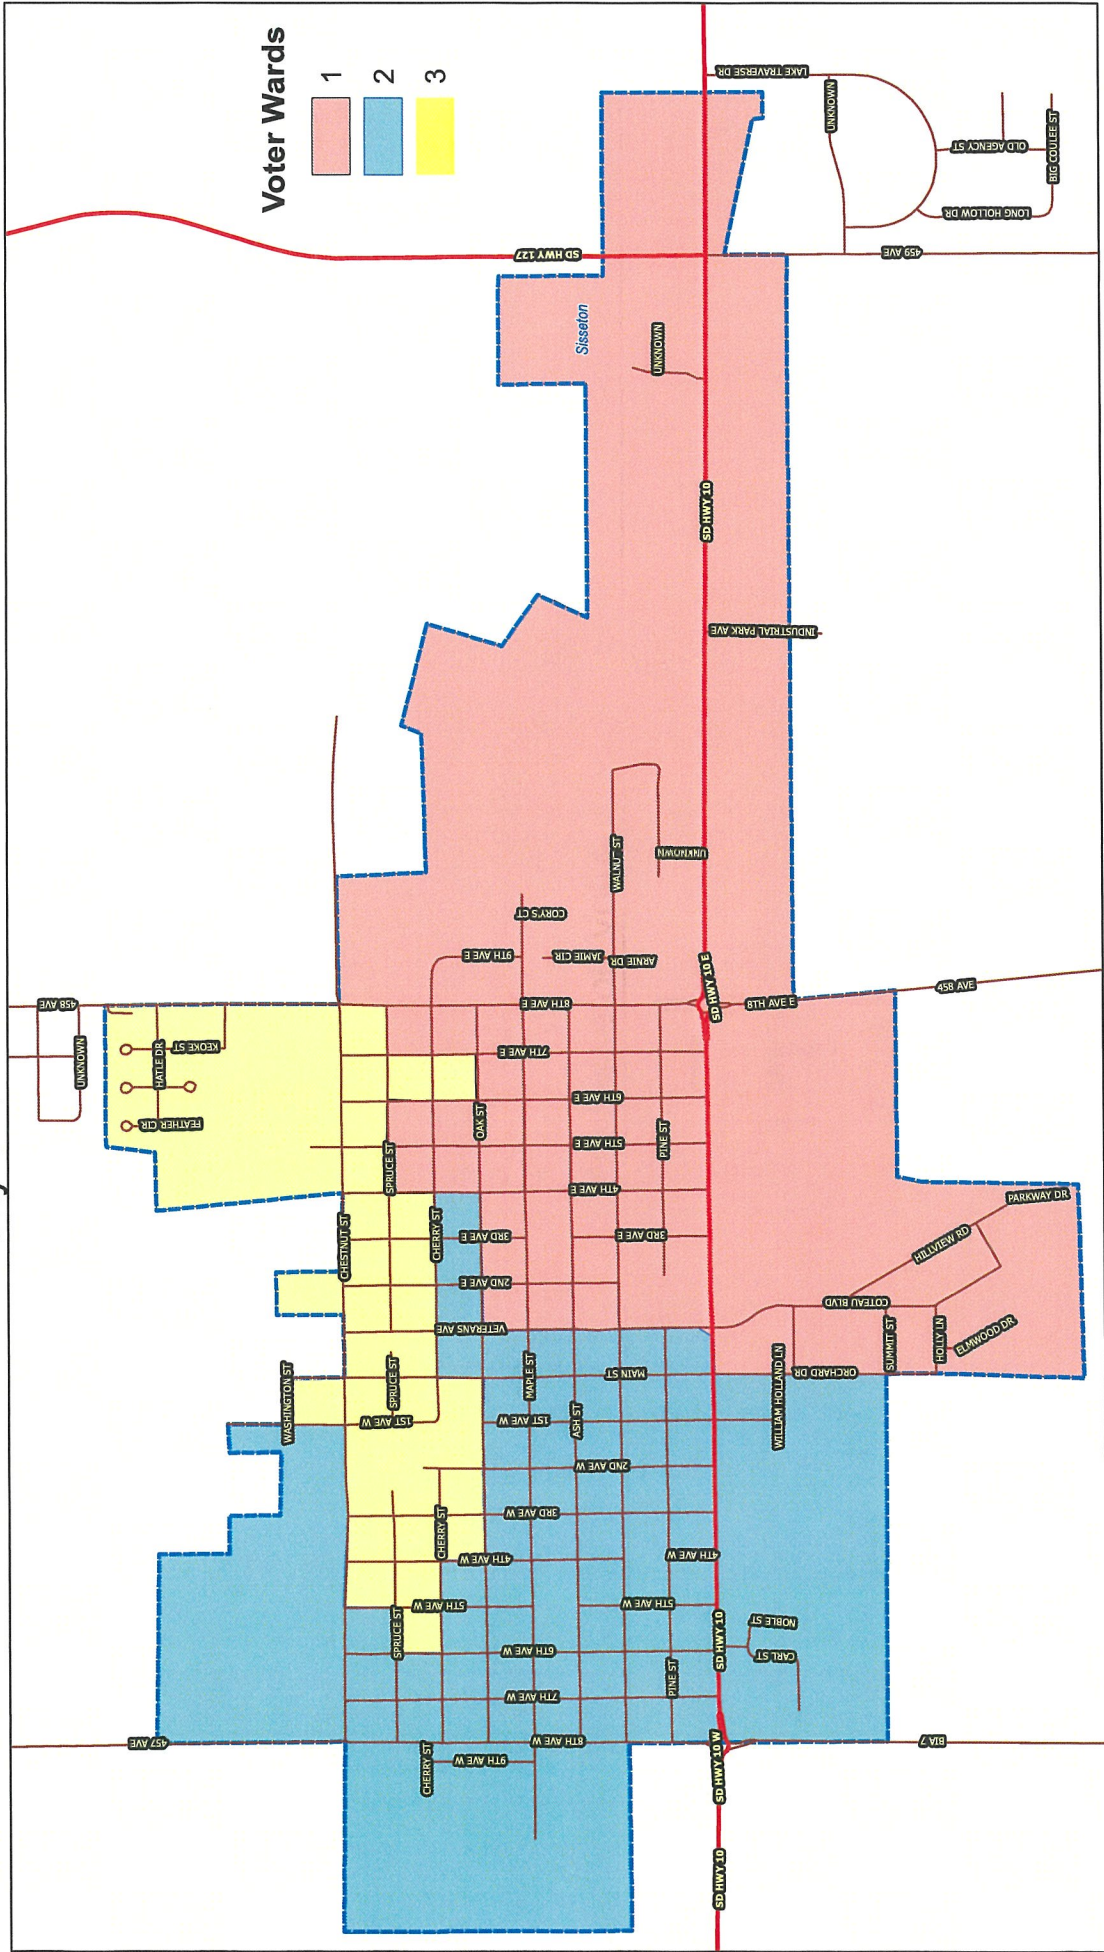 Voter Wards
1
2
3
LAKE TRAVERSE DR
UNKNOWN
OLD AGENCY ST
BIG COULEE ST
LONG HOLLOW DR
459 AVE
SD HWY 127
Sisseton
UNKNOWN
SD HWY 10
INDUSTRIAL PARK AVE
WALNUT ST
UNKNOWN
CORY'S CT
9TH AVE E
JAMIE CIR
ARNIE DR
SD HWY 10 E
8TH AVE E
8TH AVE E
458 AVE
458 AVE
UNKNOWN
HATLE DR
KEOKE ST
FEATHER CIR
7TH AVE E
6TH AVE E
OAK ST
5TH AVE E
PINE ST
SPRUCE ST
4TH AVE E
CHESTNUT ST
CHERRY ST
3RD AVE E
3RD AVE E
2ND AVE E
PARKWAY DR
HILLVIEW RD
COTEAU BLVD
VETERANS AVE
SUMMIT ST
HOLLY LN
ELMWOOD DR
WASHINGTON ST
SPRUCE ST
MAPLE ST
MAIN ST
ORCHARD DR
WILLIAM HOLLAND LN
1ST AVE W
1ST AVE W
ASH ST
2ND AVE W
CHERRY ST
3RD AVE W
4TH AVE W
4TH AVE W
5TH AVE W
5TH AVE W
SPRUCE ST
6TH AVE W
SD HWY 10
NOBLE ST
CARL ST
PINE ST
7TH AVE W
457 AVE
8TH AVE W
BIA 7
CHERRY ST
9TH AVE W
SD HWY 10 W
SD HWY 10